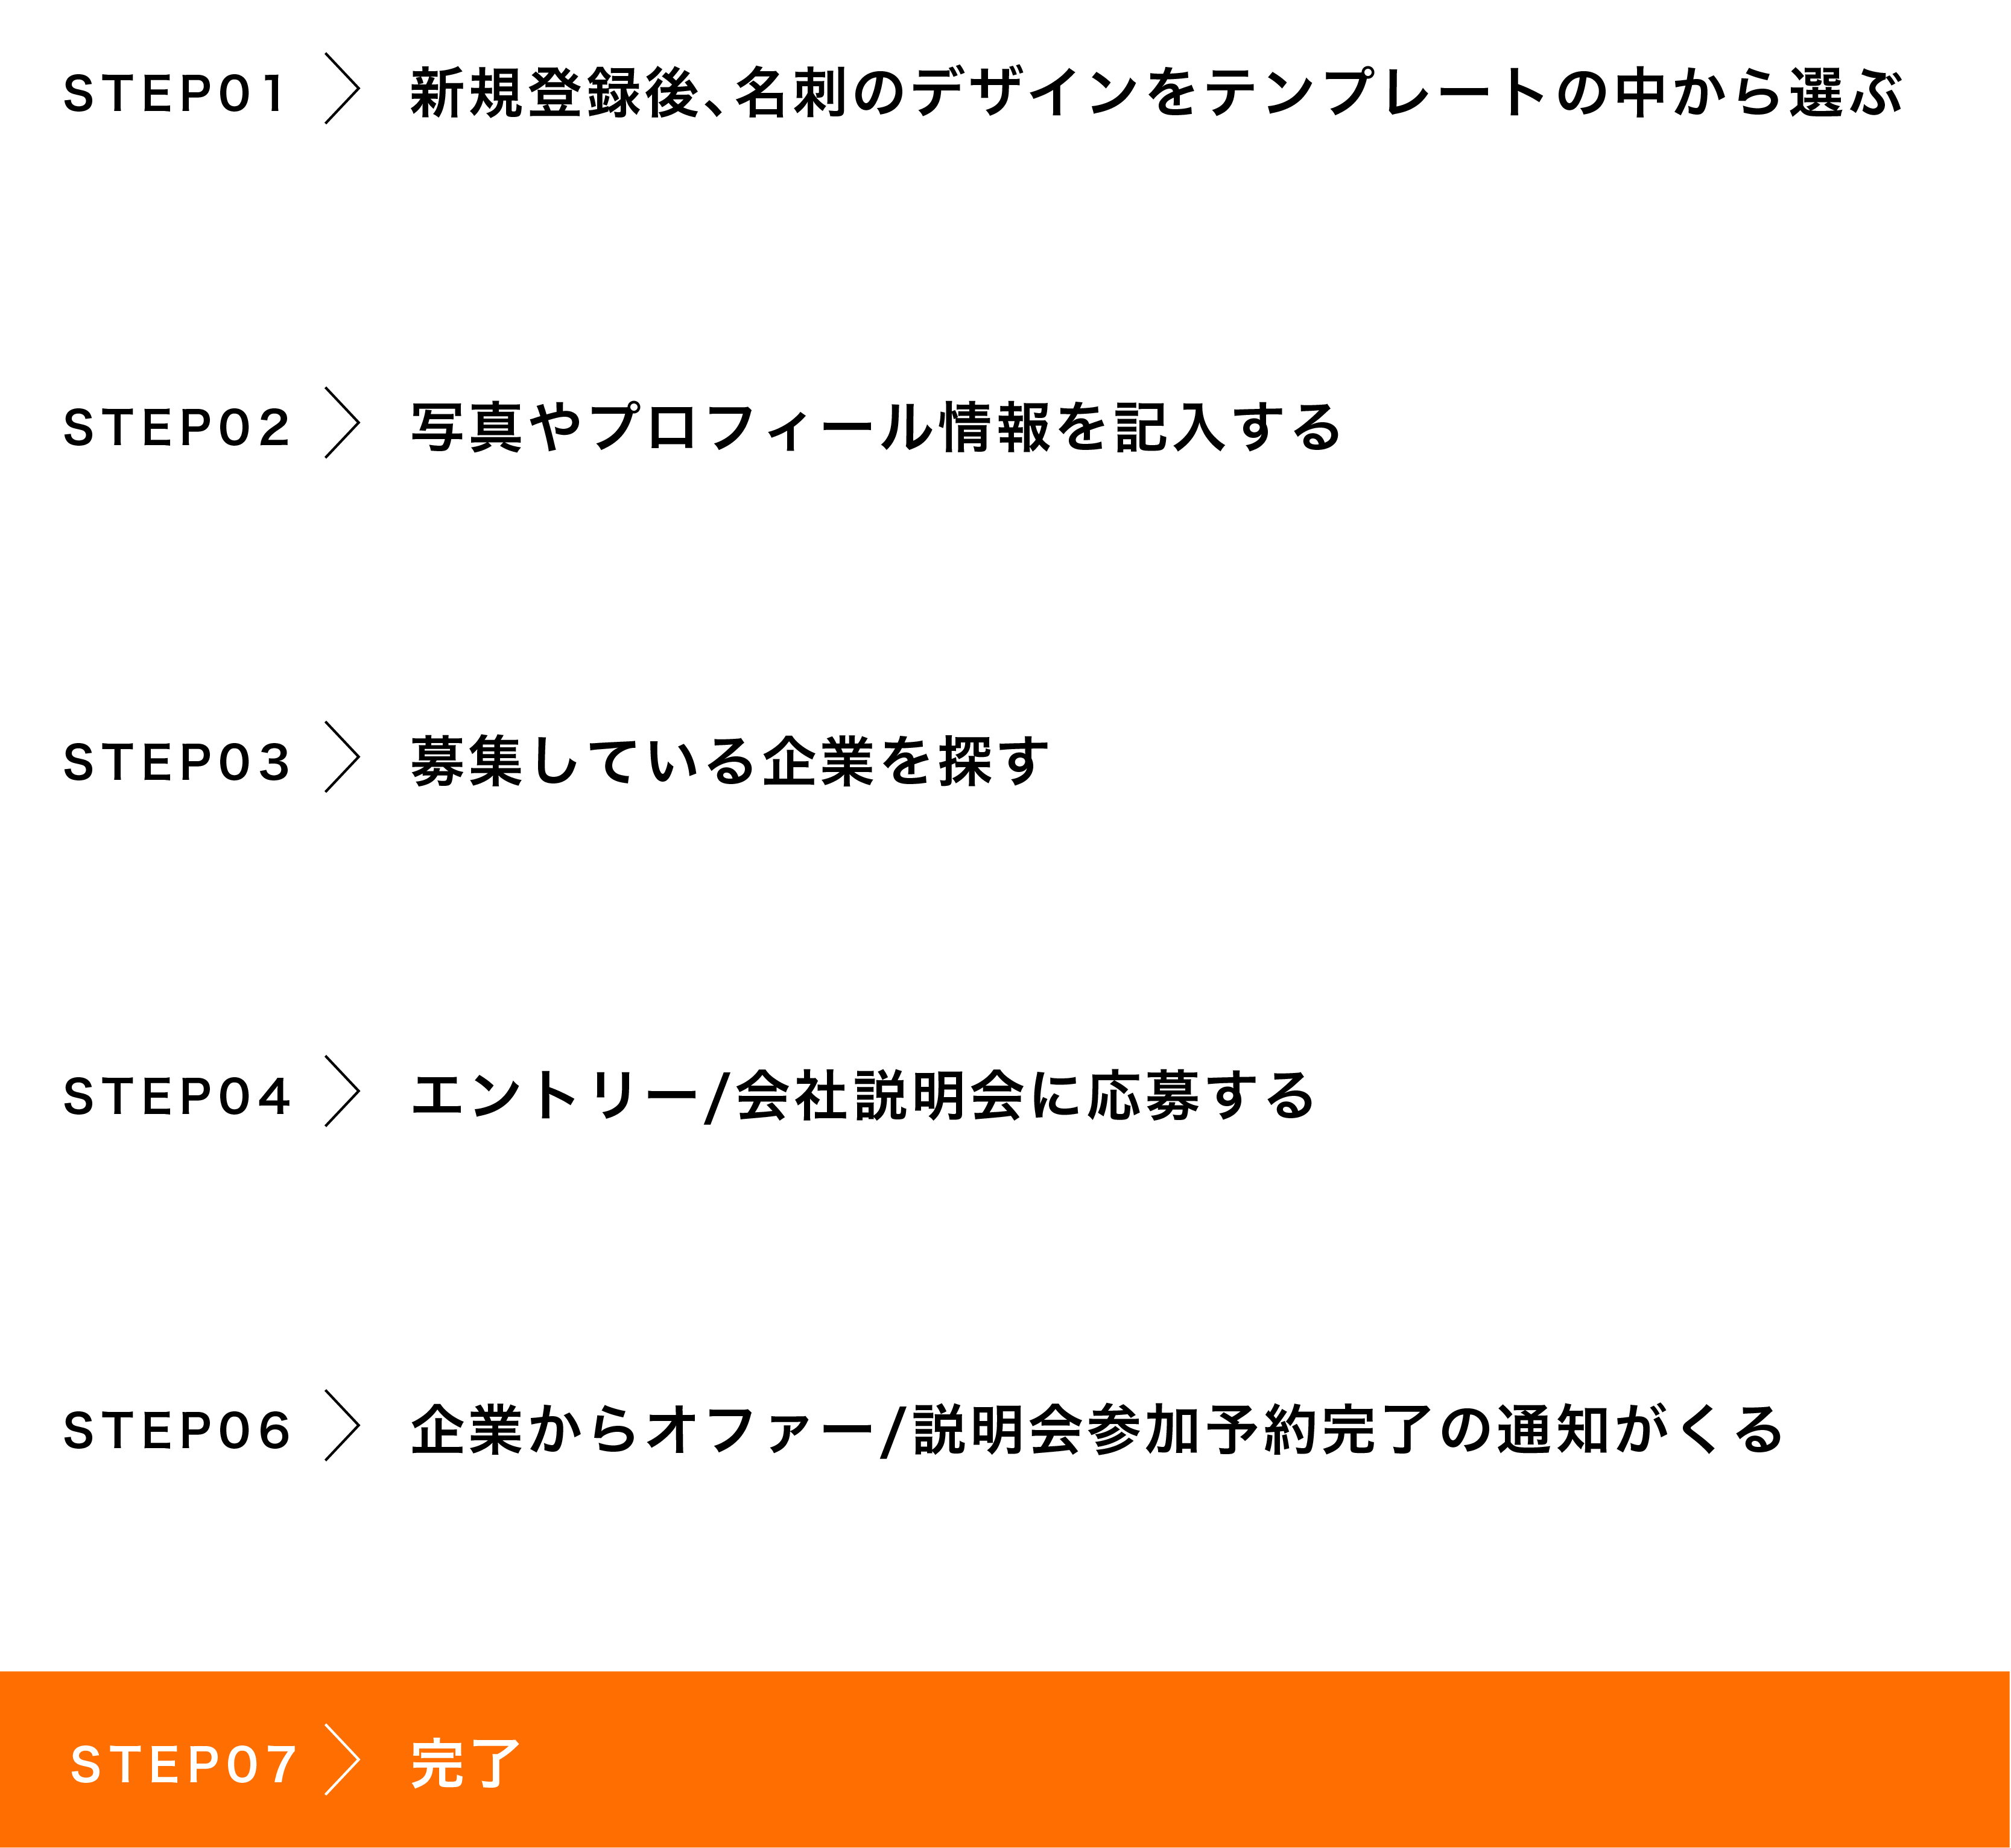 STEP01 新規登録後、名刺のデザインをテンプレートの中から選ぶ
STEP02 写真やプロフィール情報を記入する
STEP03 募集している企業を探す
STEP04 エントリー/会社説明会に応募する
STEP06 企業からオファー/説明会参加予約完了の通知がくる
STEP07 完了